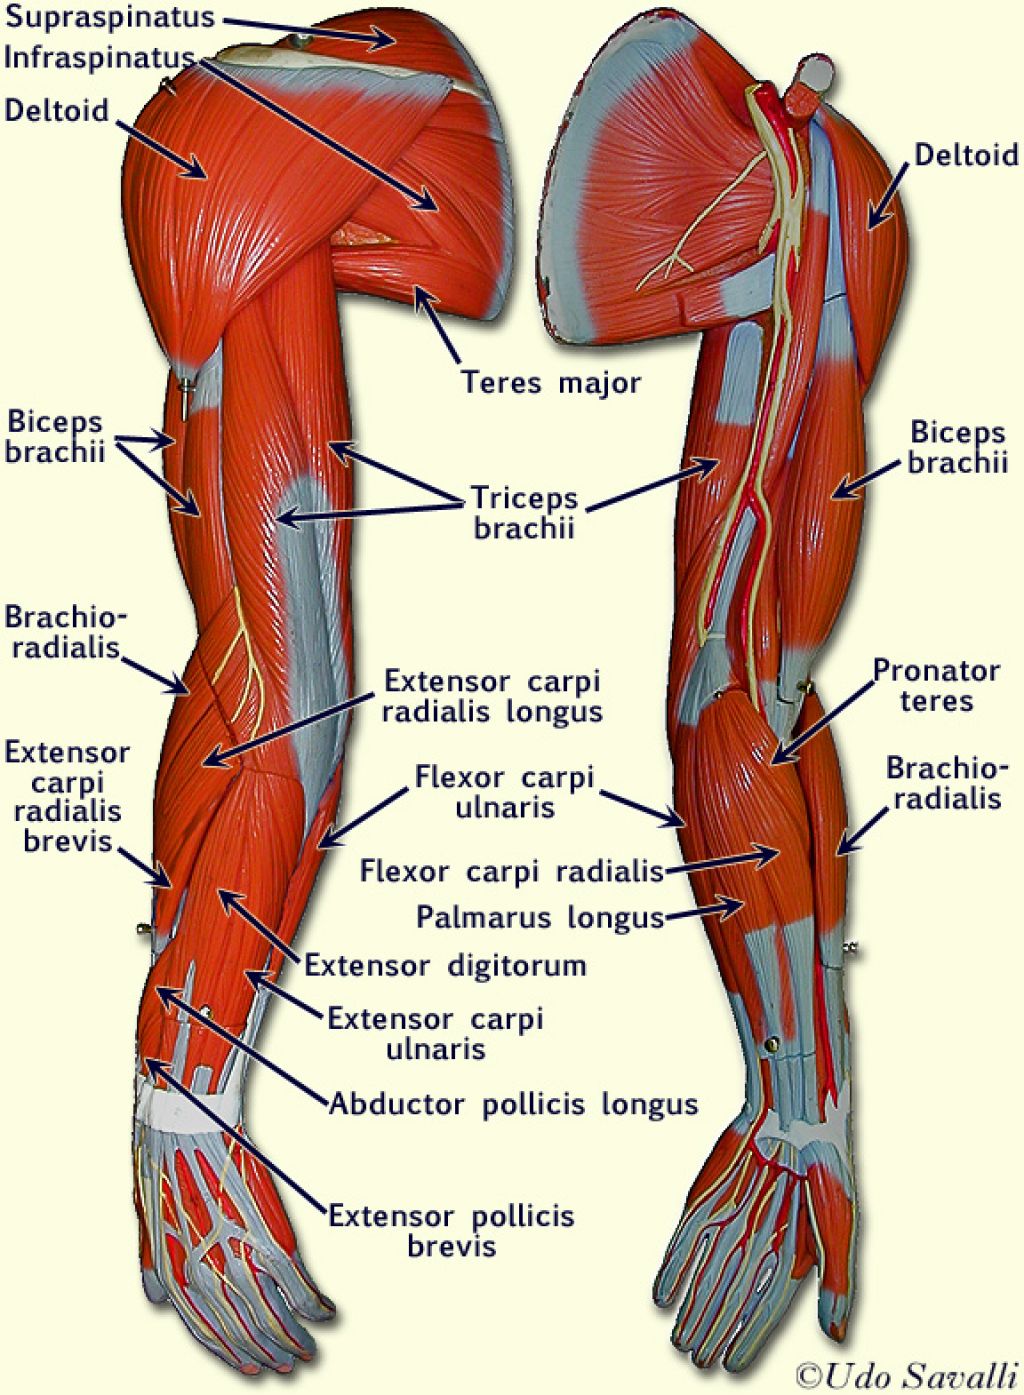 Supraspinatus
Infraspinatus
Deltoid
Deltoid
Teres major
Biceps
brachii
Biceps
brachii
Triceps
brachii
Brachio-
radialis
Extensor carpi
radialis longus
Pronator
teres
Extensor
carpi
radialis
brevis
Flexor carpi
ulnaris
Brachio-
radialis
Flexor carpi radialis
Palmarus longus
Extensor digitorum
Extensor carpi
ulnaris
Abductor pollicis longus
Extensor pollicis
brevis
©Udo Savalli